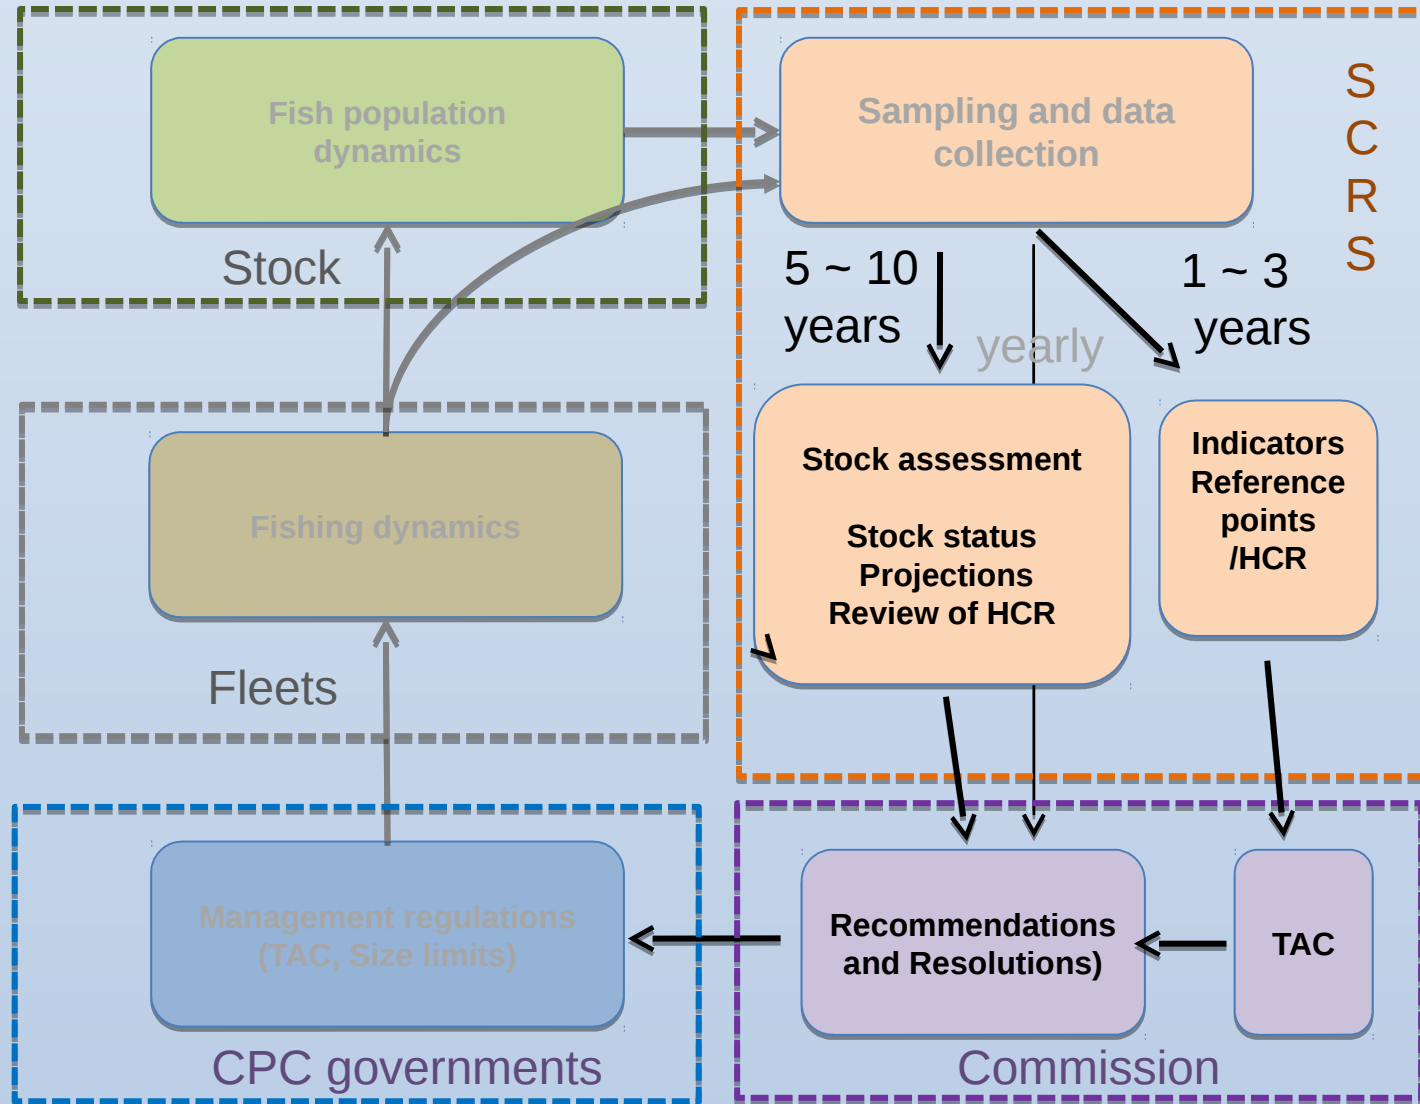 Fish population
dynamics
Stock
Sampling and data
collection
S
C
R
S
5 ~ 10
years
yearly
1 ~ 3
years
Fishing dynamics
Fleets
Stock assessment
Stock status
Projections
Review of HCR
Indicators
Reference
points
/HCR
Management regulations
(TAC, Size limits)
CPC governments
Recommendations
and Resolutions)
TAC
Commission